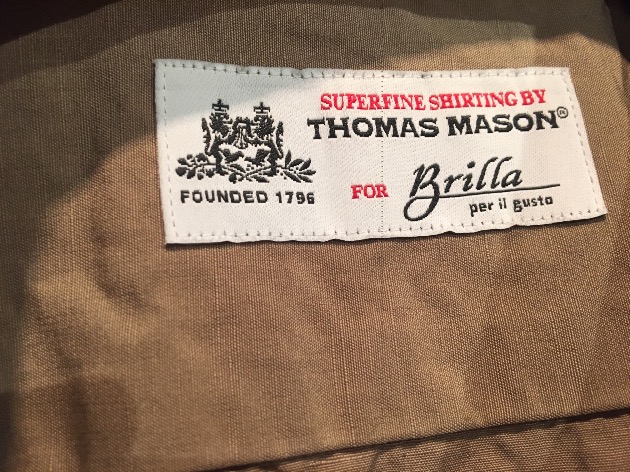 SUPERFINE SHIRTING BY
THOMAS MASON®
FOUNDED 1796
FOR Brilla
per il gusto